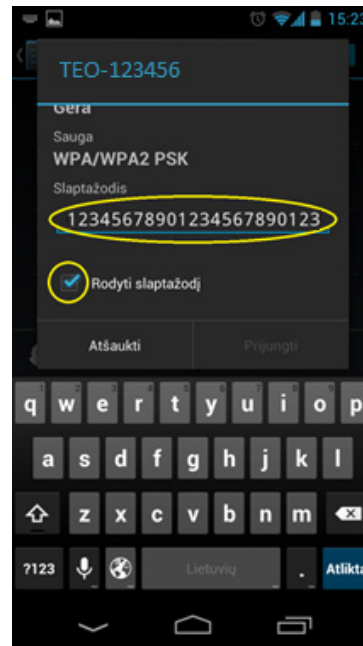 15:23
TEO-123456
Gera
Sauga
WPA/WPA2 PSK
Slaptažodis
12345678901234567890123
Rodyti slaptažodį
Atšaukti Prijungti
q w e r t y u i o p
a s d f g h j k l
z x c v b n m
?123 Lietuvių . Atlikta